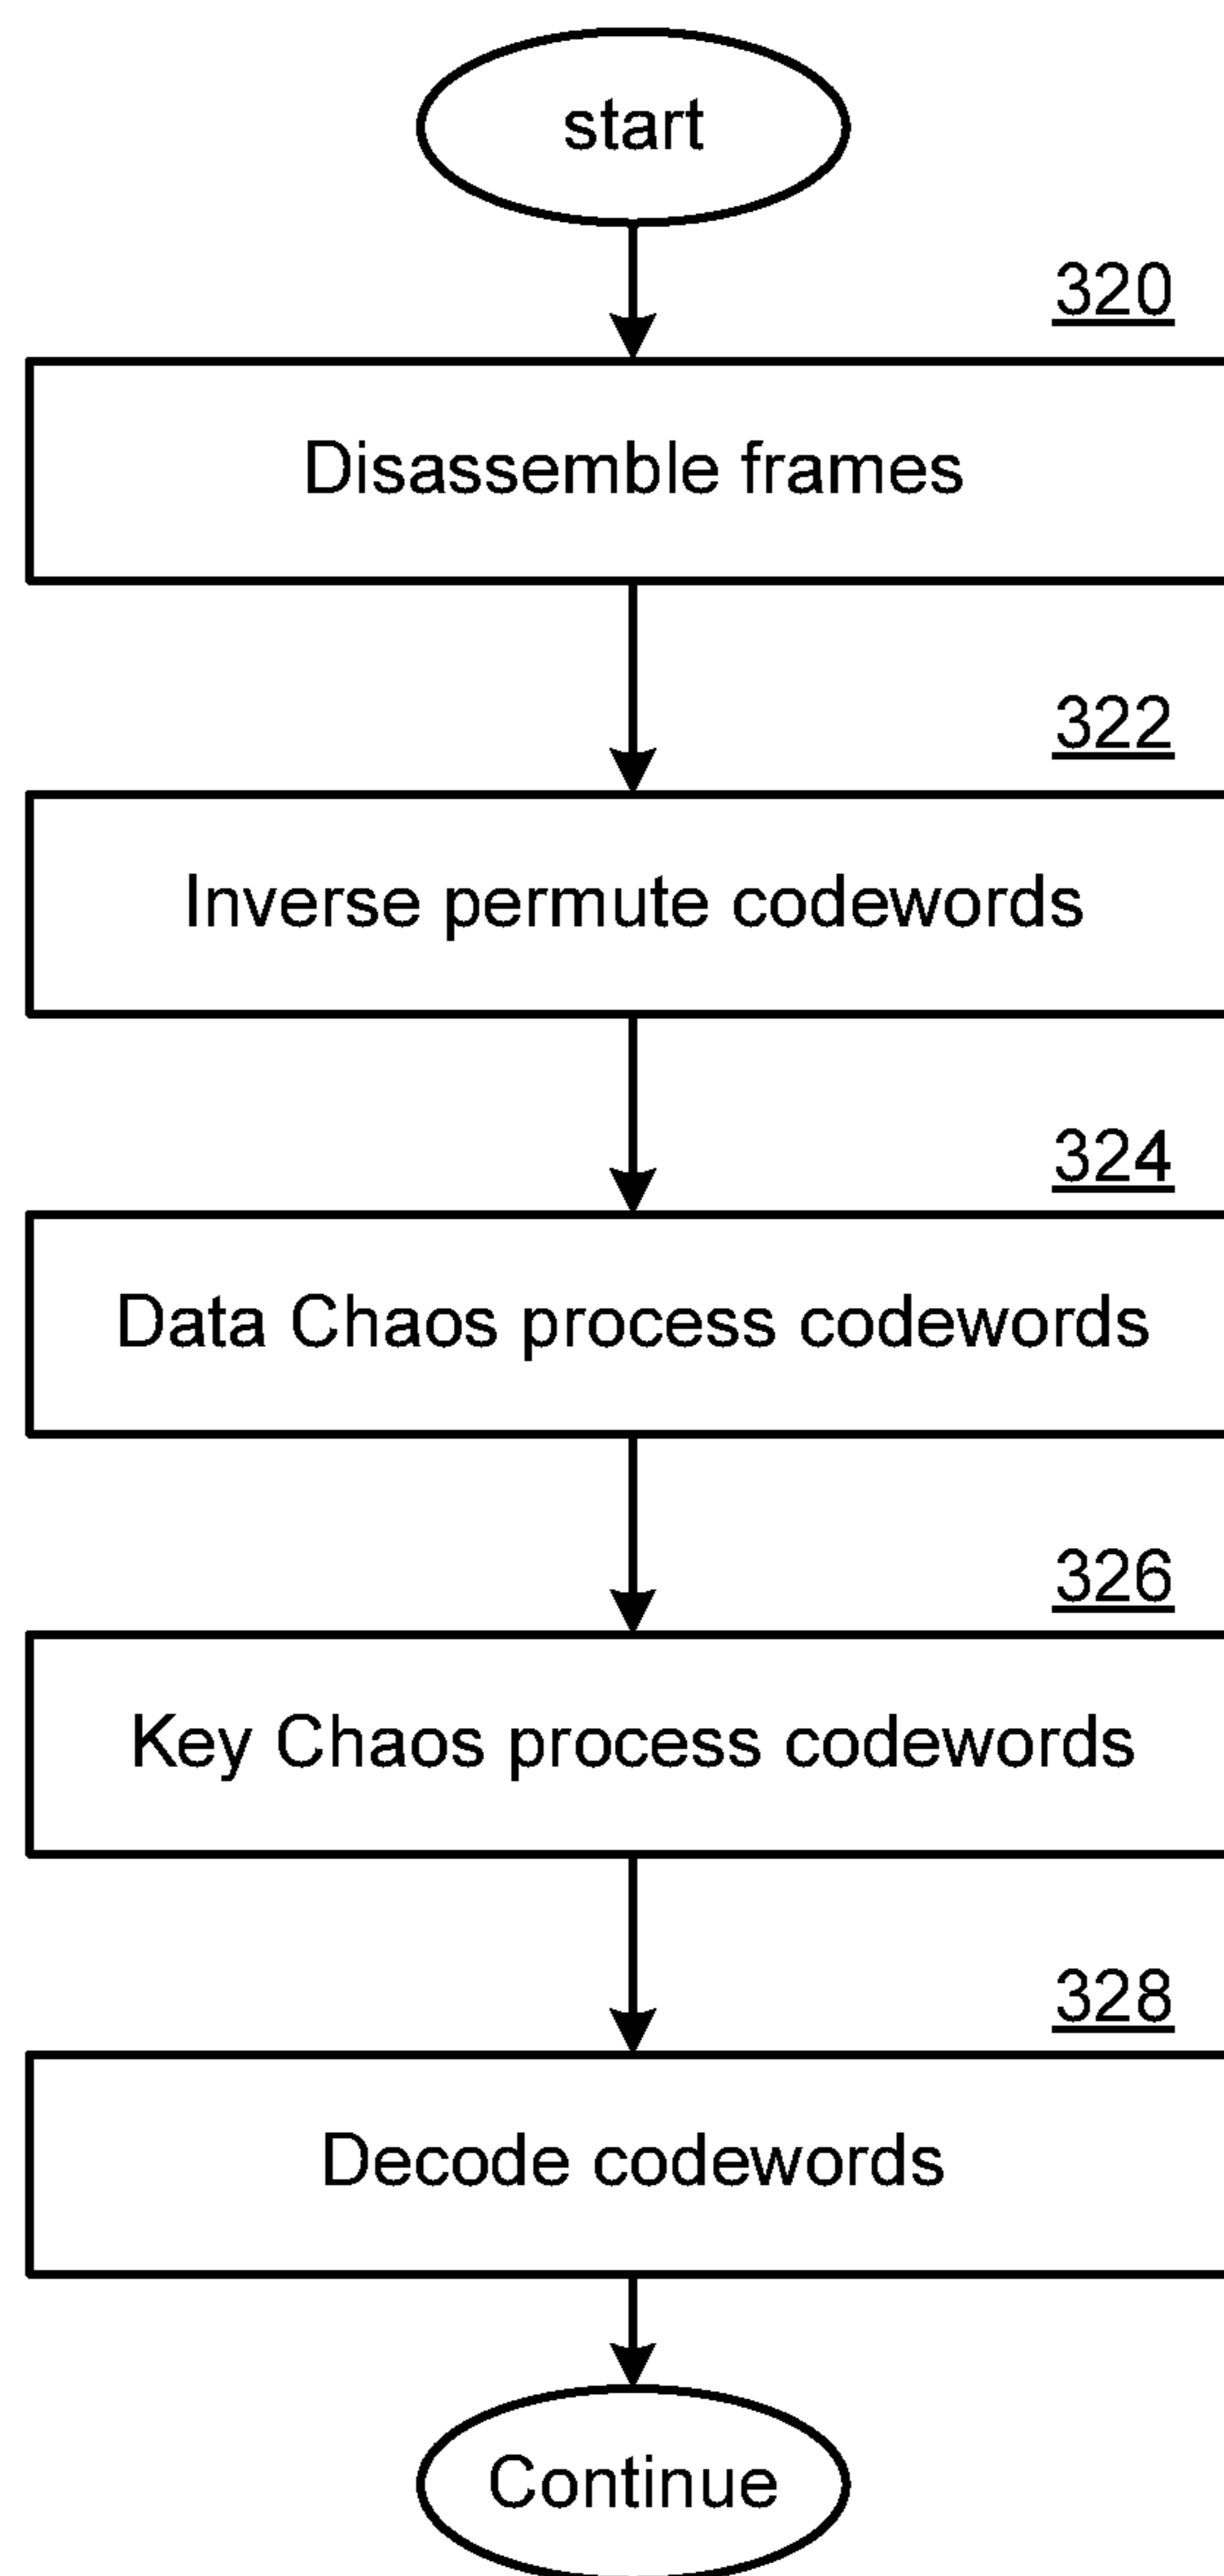 start
320
Disassemble frames
322
Inverse permute codewords
324
Data Chaos process codewords
326
Key Chaos process codewords
328
Decode codewords
Continue